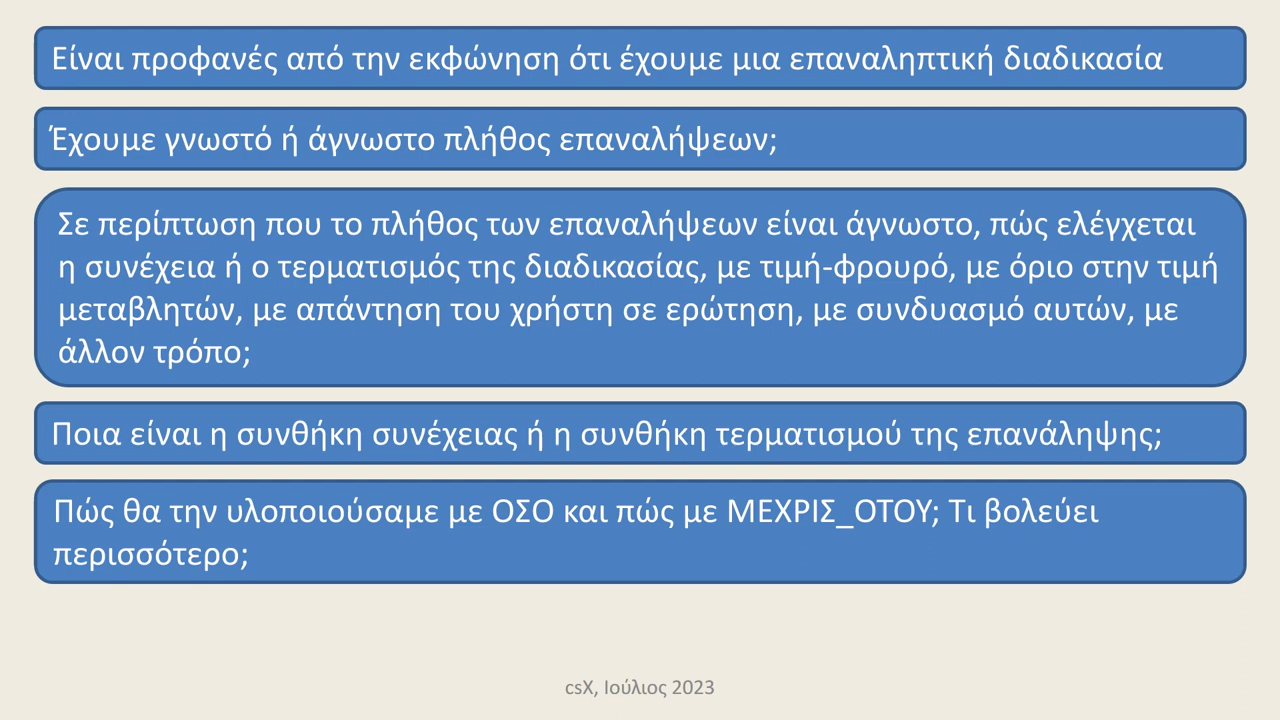 Είναι προφανές από την εκφώνηση ότι έχουμε μια επαναληπτική διαδικασία
Έχουμε γνωστό ή άγνωστο πλήθος επαναλήψεων;
Σε περίπτωση που το πλήθος των επαναλήψεων είναι άγνωστο, πώς ελέγχεται
η συνέχεια ή ο τερματισμός της διαδικασίας, με τιμή-φρουρό, με όριο στην τιμή
μεταβλητών, με απάντηση του χρήστη σε ερώτηση, με συνδυασμό αυτών, με
άλλον τρόπο;
Ποια είναι η συνθήκη συνέχειας ή η συνθήκη τερματισμού της επανάληψης;
Πώς θα την υλοποιούσαμε με ΟΣΟ και πώς με ΜΕΧΡΙΣ_ΟΤΟΥ; Τι βολεύει
περισσότερο;
csX, Ιούλιος 2023